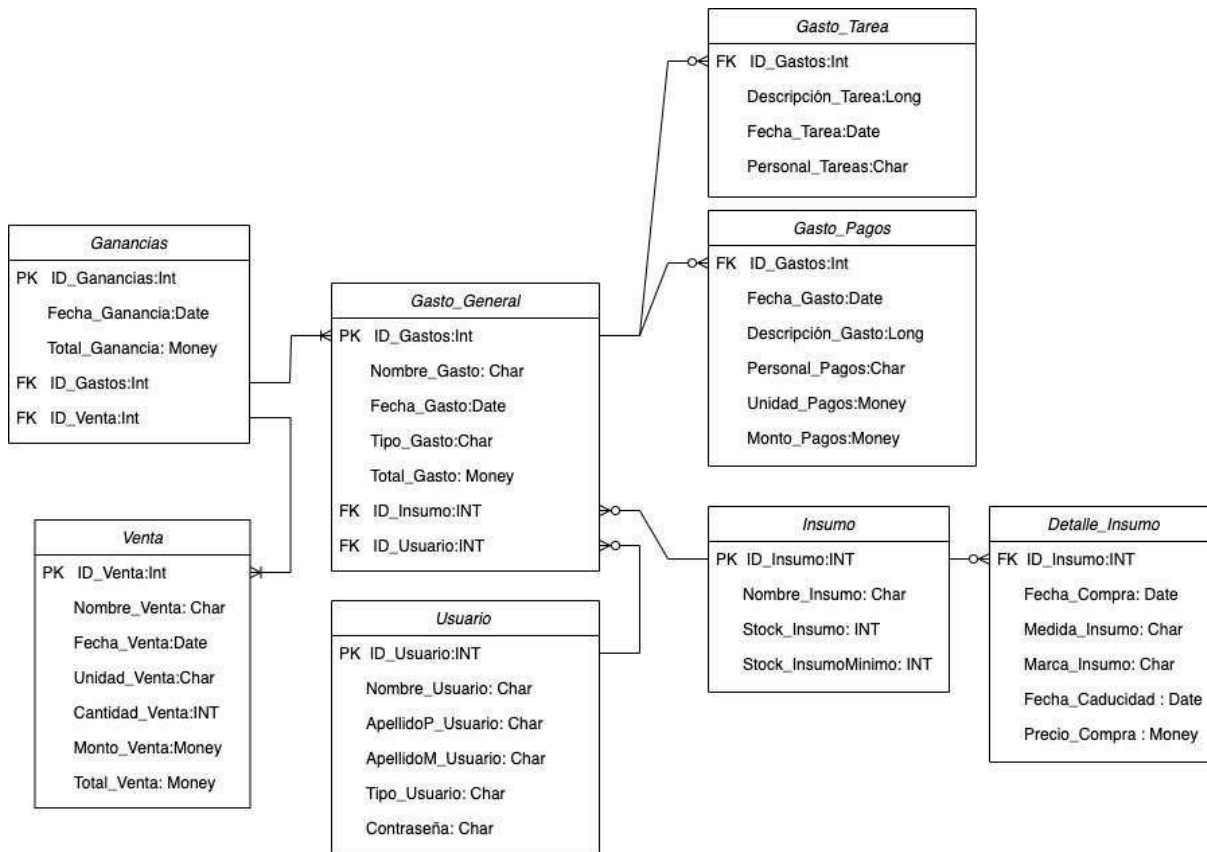 Gasto_Tarea
FK ID_Gastos:Int
Descripción_Tarea:Long
Fecha_Tarea:Date
Personal_Tareas:Char
Gasto_Pagos
FK ID_Gastos:Int
Fecha_Gasto:Date
Descripción_Gasto:Long
Personal_Pagos:Char
Unidad_Pagos:Money
Monto_Pagos:Money
Ganancias
PK ID_Ganancias:Int
Fecha_Ganancia:Date
Total_Ganancia: Money
FK ID_Gastos:Int
FK ID_Venta:Int
Gasto_General
PK ID_Gastos:Int
Nombre_Gasto: Char
Fecha_Gasto:Date
Tipo_Gasto:Char
Total_Gasto: Money
FK ID_Insumo:INT
FK ID_Usuario:INT
Venta
PK ID_Venta:Int
Nombre_Venta: Char
Fecha_Venta:Date
Unidad_Venta:Char
Cantidad_Venta:INT
Monto_Venta:Money
Total_Venta: Money
Usuario
PK ID_Usuario:INT
Nombre_Usuario: Char
ApellidoP_Usuario: Char
ApellidoM_Usuario: Char
Tipo_Usuario: Char
Contraseña: Char
Insumo
PK ID_Insumo:INT
Nombre_Insumo: Char
Stock_Insumo: INT
Stock_InsumoMinimo: INT
Detalle_Insumo
FK ID_Insumo:INT
Fecha_Compra: Date
Medida_Insumo: Char
Marca_Insumo: Char
Fecha_Caducidad : Date
Precio_Compra : Money